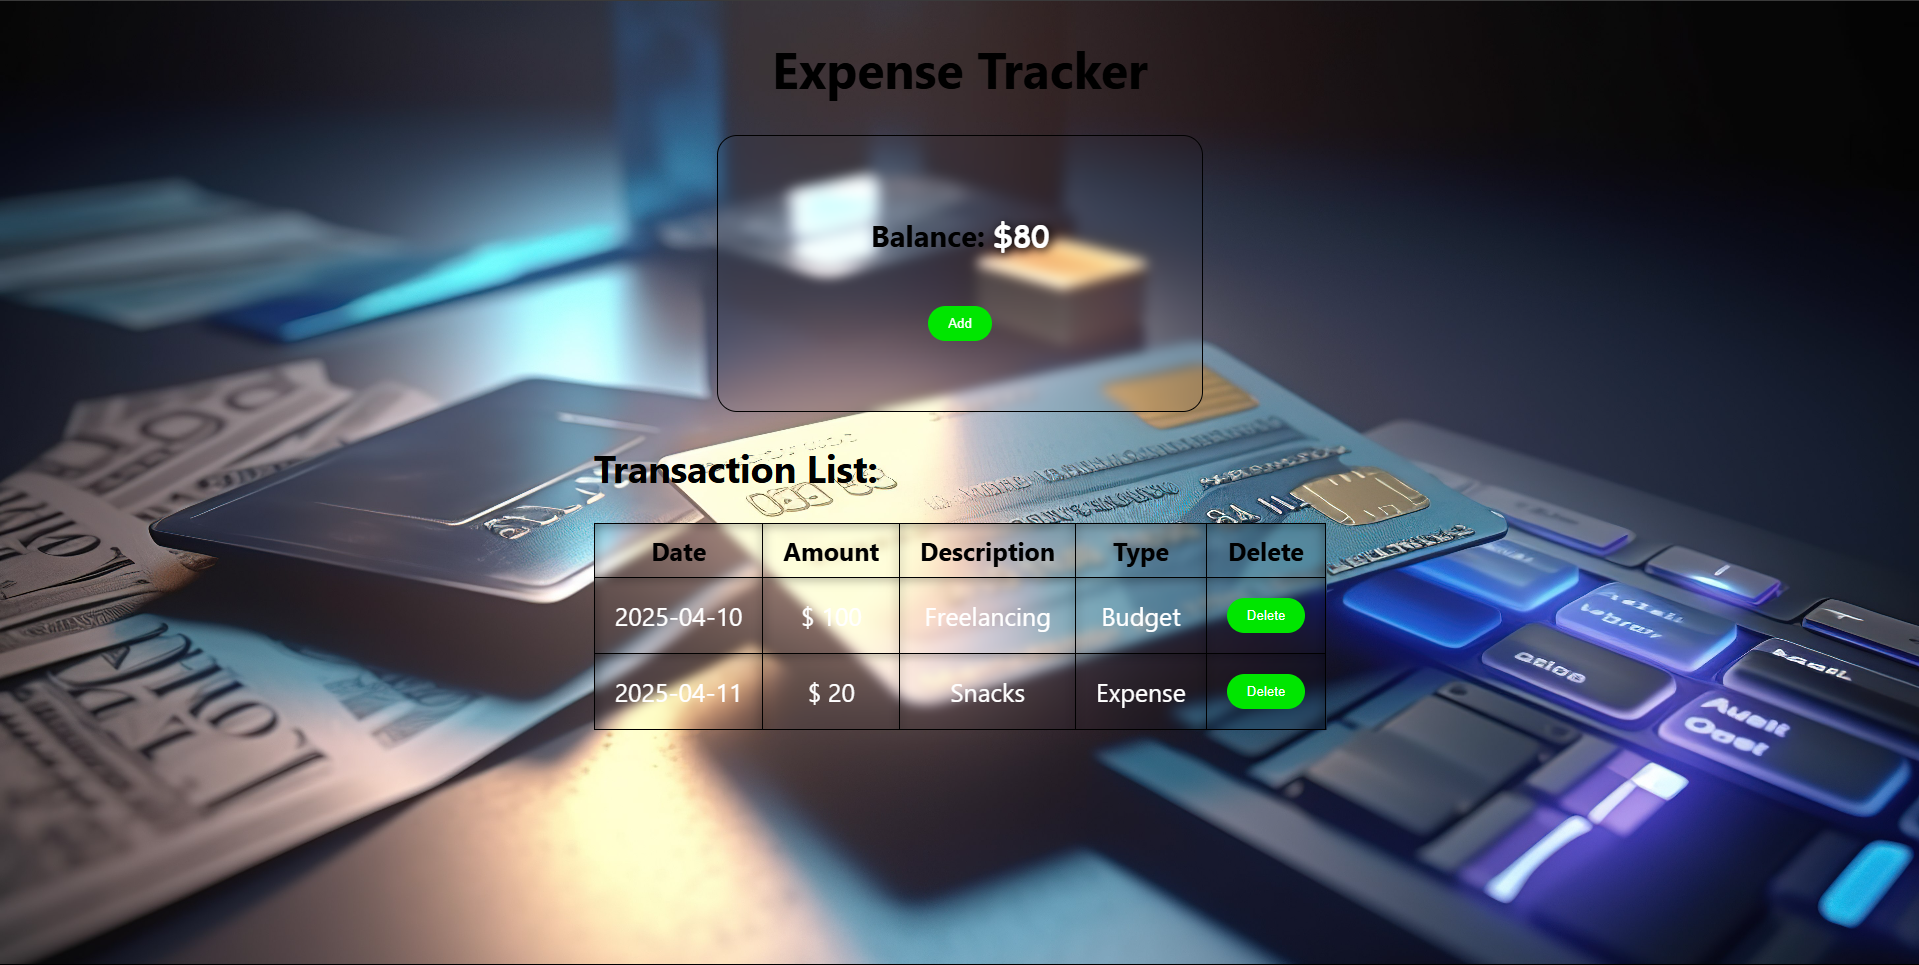 Expense Tracker
Balance: $80
Add
Transaction List:
Date Amount Description Type Delete
2025-04-10 $ 100 Freelancing Budget Delete
2025-04-11 $ 20 Snacks Expense Delete